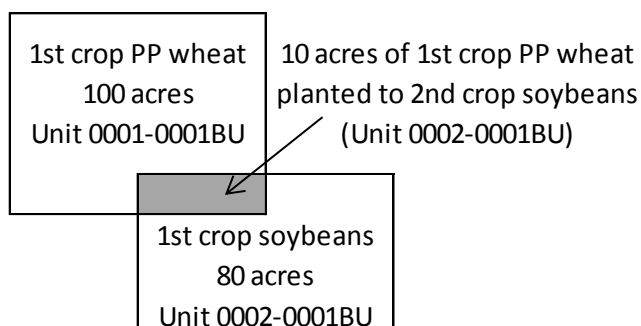 1st crop PP wheat
100 acres
Unit 0001-0001BU
10 acres of 1st crop PP wheat
planted to 2nd crop soybeans
(Unit 0002-0001BU)
1st crop soybeans
80 acres
Unit 0002-0001BU